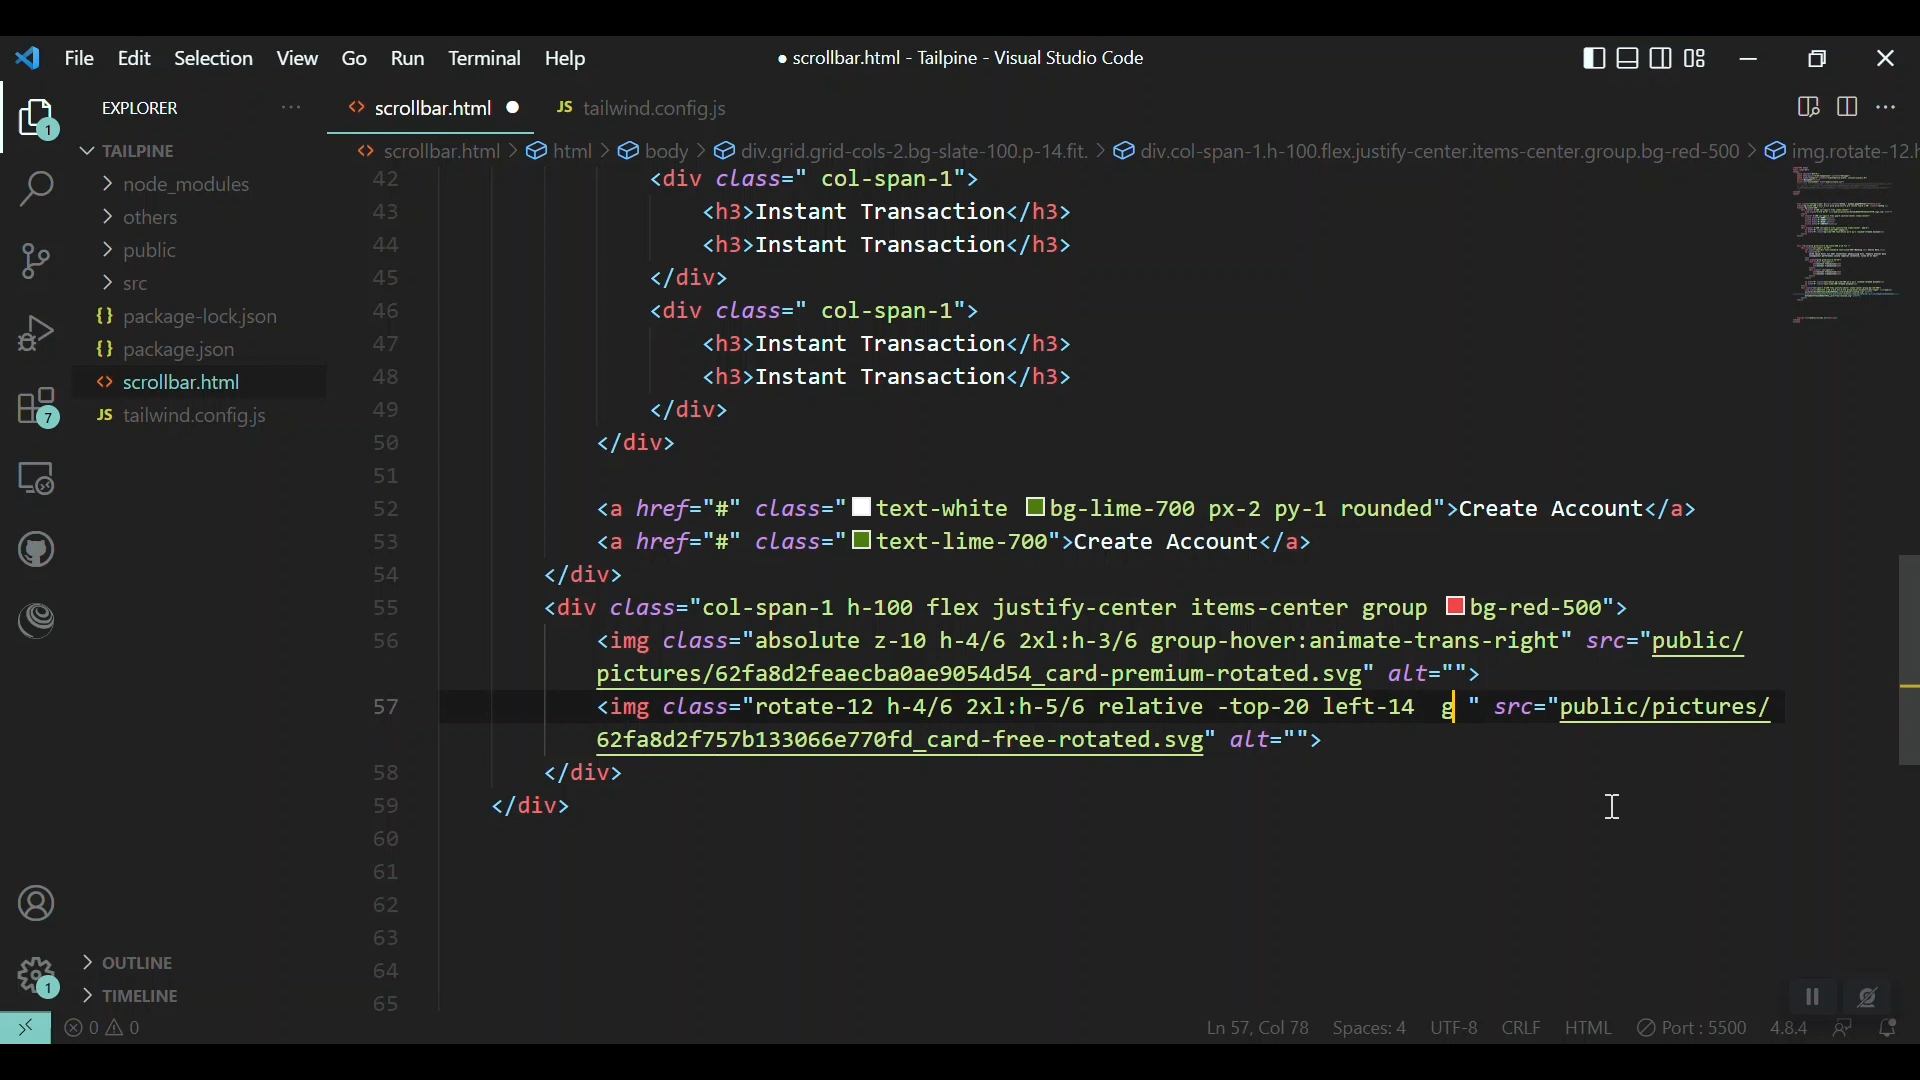 File Edit Selection View Go Run Terminal Help ● scrollbar.html - Tailpine - Visual Studio Code
EXPLORER ··· <> scrollbar.html ● JS tailwind.config.js
TAILPINE
<> scrollbar.html > html > body > div.grid.grid-cols-2.bg-slate-100.p-14.fit. > div.col-span-1.h-100.flex.justify-center.items-center.group.bg-red-500 > img.rotate-12.h
node_modules
others
public
src
{} package-lock.json
{} package.json
<> scrollbar.html
JS tailwind.config.js
OUTLINE
TIMELINE
1
7
1
42 <div class=" col-span-1">
43 <h3>Instant Transaction</h3>
44 <h3>Instant Transaction</h3>
45 </div>
46 <div class=" col-span-1">
47 <h3>Instant Transaction</h3>
48 <h3>Instant Transaction</h3>
49 </div>
50 </div>
51
52 <a href="#" class="text-white bg-lime-700 px-2 py-1 rounded">Create Account</a>
53 <a href="#" class="text-lime-700">Create Account</a>
54 </div>
55 <div class="col-span-1 h-100 flex justify-center items-center group bg-red-500">
56 <img class="absolute z-10 h-4/6 2xl:h-3/6 group-hover:animate-trans-right" src="public/
pictures/62fa8d2feaecba0ae9054d54_card-premium-rotated.svg" alt="">
57 <img class="rotate-12 h-4/6 2xl:h-5/6 relative -top-20 left-14  g " src="public/pictures/
62fa8d2f757b133066e770fd_card-free-rotated.svg" alt="">
58 </div>
59 </div>
60
61
62
63
64
65
0 0 Ln 57, Col 78 Spaces: 4 UTF-8 CRLF HTML Port : 5500 4.8.4